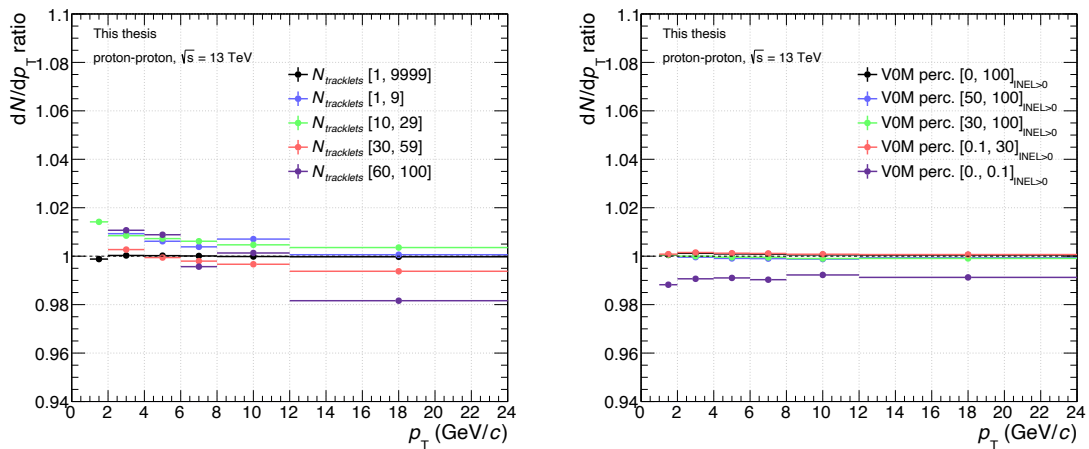 dN/dp_T ratio
1.1
1.08
1.06
1.04
1.02
1
0.98
0.96
0.94
This thesis
proton-proton, √s = 13 TeV
N_tracklets [1, 9999]
N_tracklets [1, 9]
N_tracklets [10, 29]
N_tracklets [30, 59]
N_tracklets [60, 100]
0 2 4 6 8 10 12 14 16 18 20 22 24
p_T (GeV/c)
dN/dp_T ratio
1.1
1.08
1.06
1.04
1.02
1
0.98
0.96
0.94
This thesis
proton-proton, √s = 13 TeV
V0M perc. [0, 100]_INEL>0
V0M perc. [50, 100]_INEL>0
V0M perc. [30, 100]_INEL>0
V0M perc. [0.1, 30]_INEL>0
V0M perc. [0., 0.1]_INEL>0
0 2 4 6 8 10 12 14 16 18 20 22 24
p_T (GeV/c)